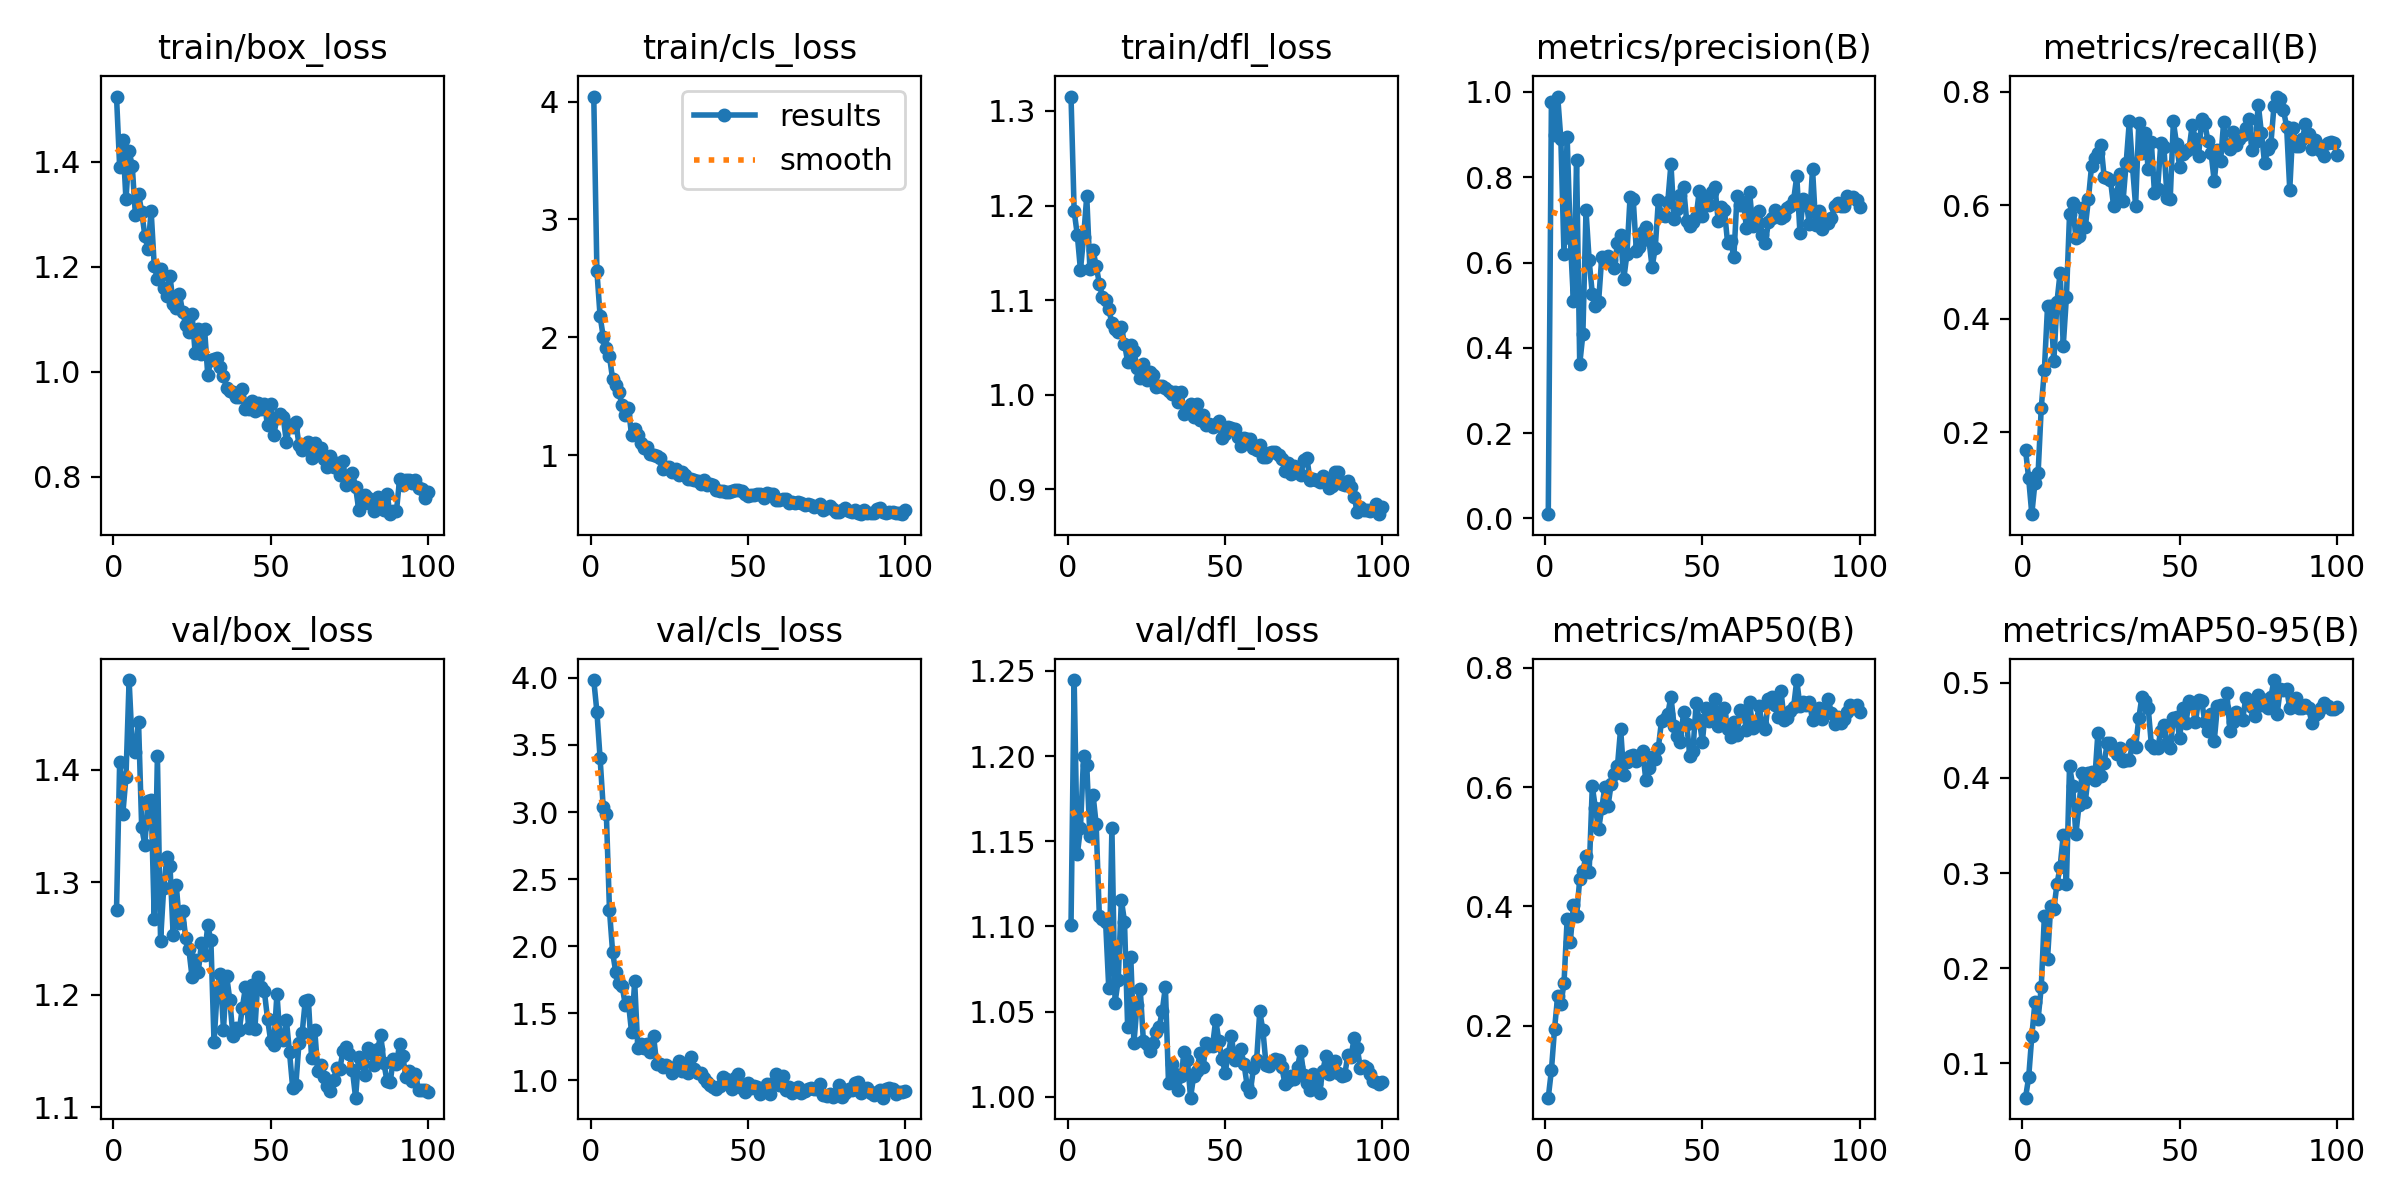 train/box_loss
1.4
1.2
1.0
0.8
0 50 100
train/cls_loss
results
smooth
4
3
2
1
0 50 100
train/dfl_loss
1.3
1.2
1.1
1.0
0.9
0 50 100
metrics/precision(B)
1.0
0.8
0.6
0.4
0.2
0.0
0 50 100
metrics/recall(B)
0.8
0.6
0.4
0.2
0 50 100
val/box_loss
1.4
1.3
1.2
1.1
0 50 100
val/cls_loss
4.0
3.5
3.0
2.5
2.0
1.5
1.0
0 50 100
val/dfl_loss
1.25
1.20
1.15
1.10
1.05
1.00
0 50 100
metrics/mAP50(B)
0.8
0.6
0.4
0.2
0 50 100
metrics/mAP50-95(B)
0.5
0.4
0.3
0.2
0.1
0 50 100